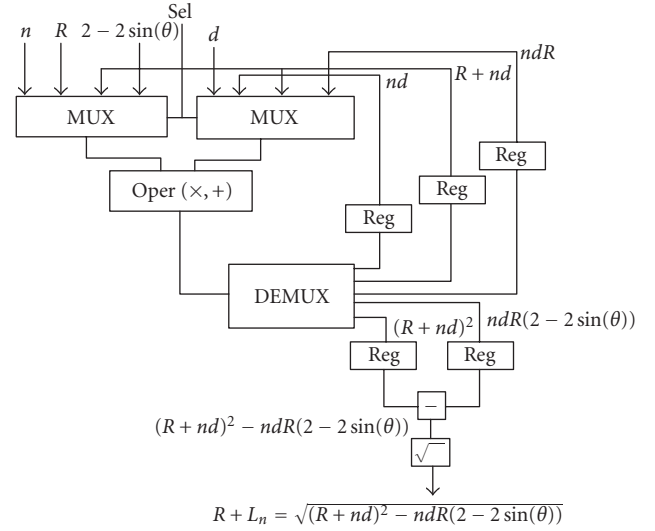 Sel
n R 2 − 2 sin(θ) d ndR
nd R + nd
MUX MUX
Reg
Oper (×, +) Reg
Reg
DEMUX
(R + nd)² ndR(2 − 2 sin(θ))
Reg Reg
−
(R + nd)² − ndR(2 − 2 sin(θ))
√
R + Lₙ = √(R + nd)² − ndR(2 − 2 sin(θ))